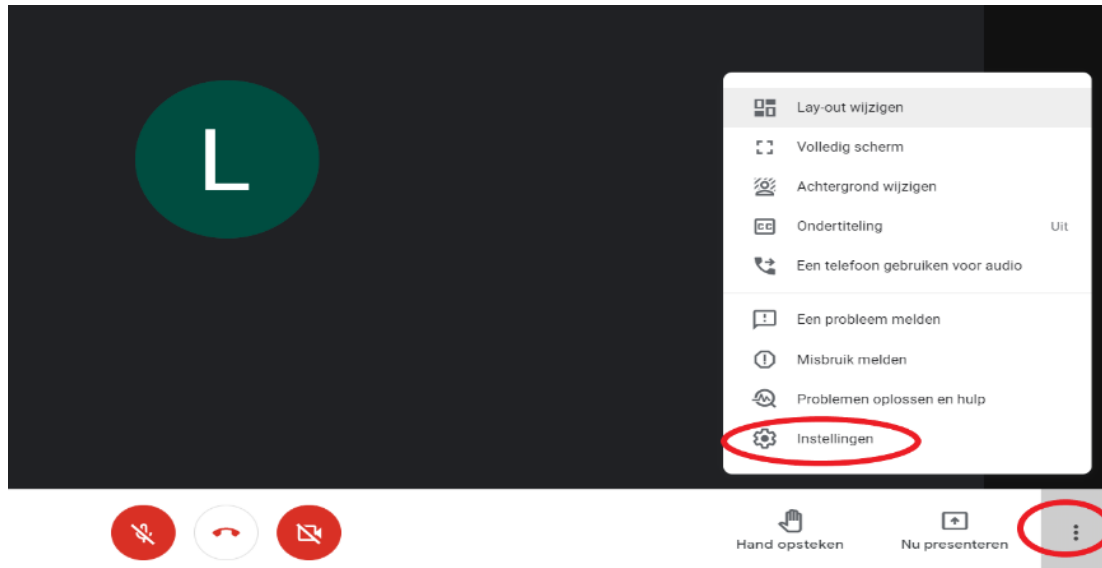 L
Lay-out wijzigen
Volledig scherm
Achtergrond wijzigen
CC Ondertiteling Uit
Een telefoon gebruiken voor audio
Een probleem melden
Misbruik melden
Problemen oplossen en hulp
Instellingen
Hand opsteken Nu presenteren